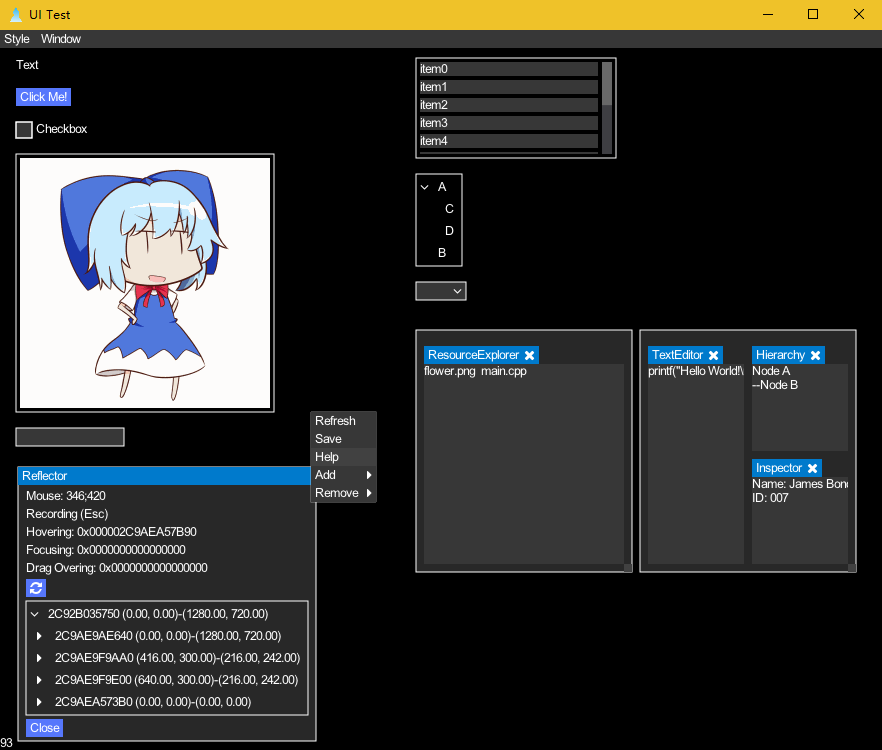 UI Test
Style Window
Text
Click Me!
Checkbox
item0
item1
item2
item3
item4
A
C
D
B
ResourceExplorer
flower.png main.cpp
TextEditor
printf("Hello World!\
Hierarchy
Node A
--Node B
Inspector
Name: James Bond
ID: 007
Refresh
Save
Help
Add
Remove
Reflector
Mouse: 346;420
Recording (Esc)
Hovering: 0x000002C9AEA57B90
Focusing: 0x0000000000000000
Drag Overing: 0x0000000000000000
2C92B035750 (0.00, 0.00)-(1280.00, 720.00)
2C9AE9AE640 (0.00, 0.00)-(1280.00, 720.00)
2C9AE9F9AA0 (416.00, 300.00)-(216.00, 242.00)
2C9AE9F9E00 (640.00, 300.00)-(216.00, 242.00)
2C9AEA573B0 (0.00, 0.00)-(0.00, 0.00)
Close
93